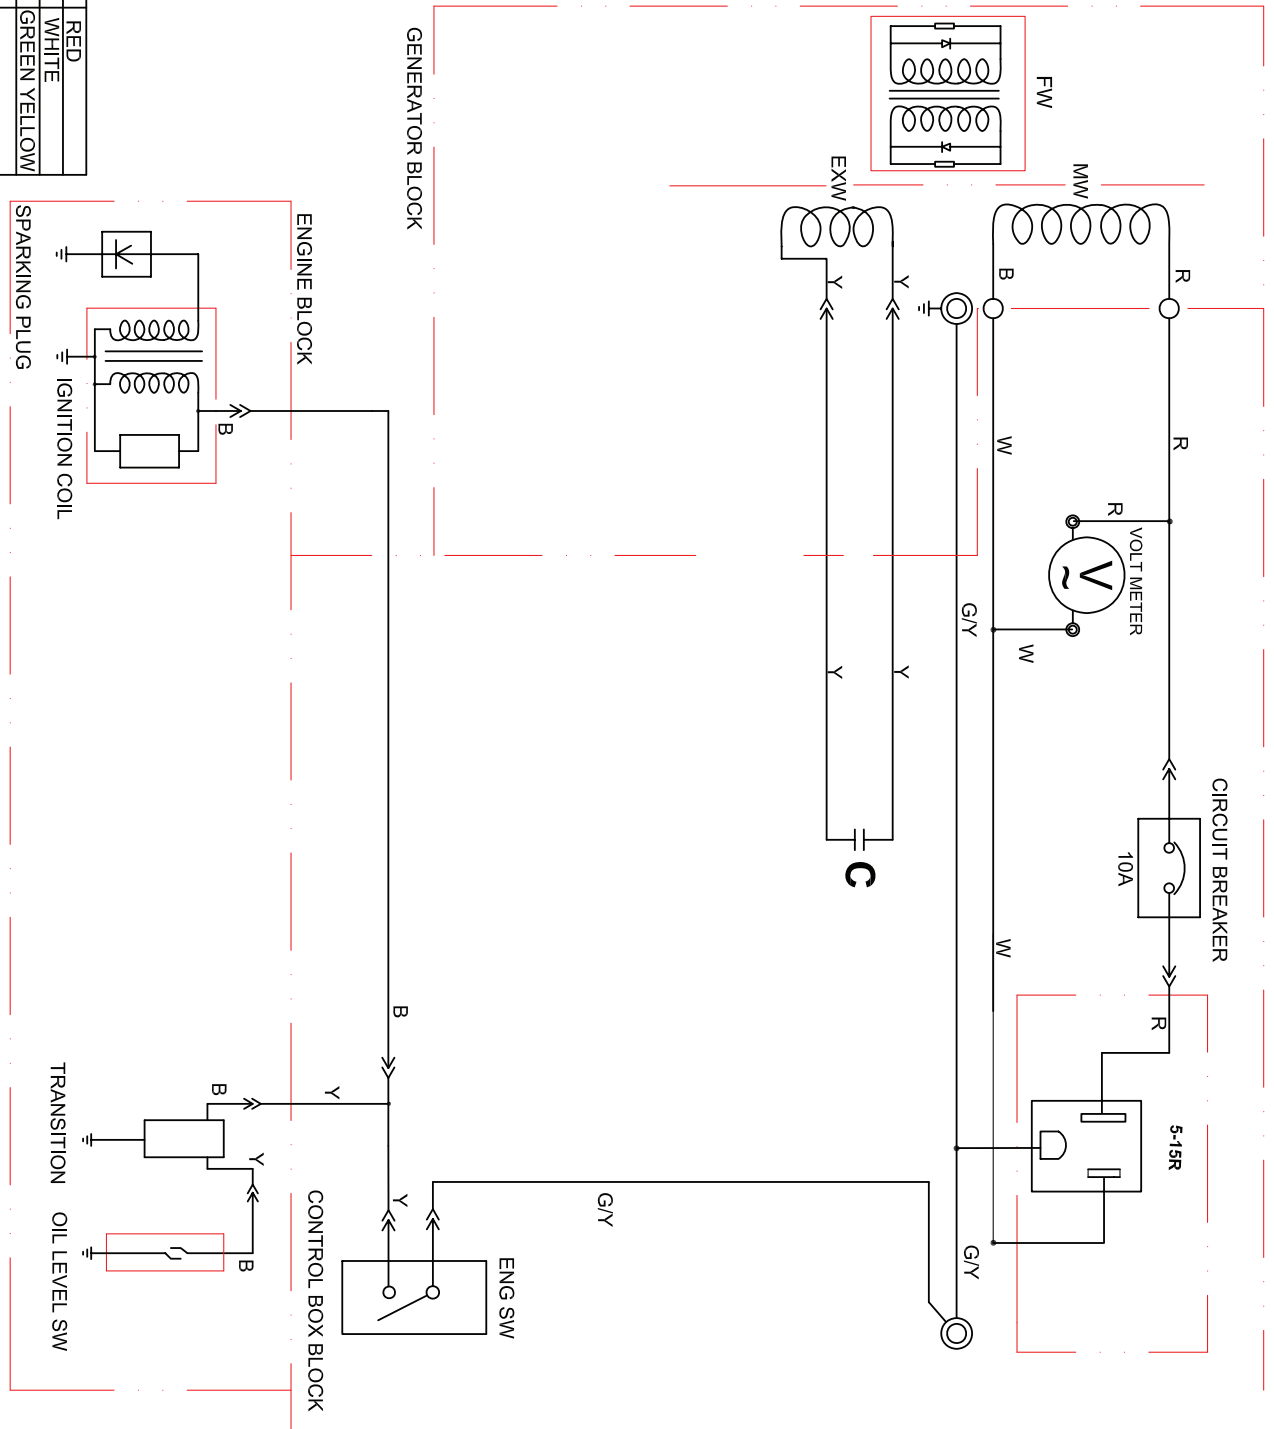 GENERATOR BLOCK
FW
MW
EXW
R
B
Y
Y
R
W
R
VOLT METER
V
~
W
G/Y
Y
Y
C
CIRCUIT BREAKER
10A
W
R
5-15R
G/Y
G/Y
ENGINE BLOCK
SPARKING PLUG
IGNITION COIL
B
B
Y
B
Y
B
Y
TRANSITION
OIL LEVEL SW
CONTROL BOX BLOCK
ENG SW
RED
WHITE
GREEN YELLOW